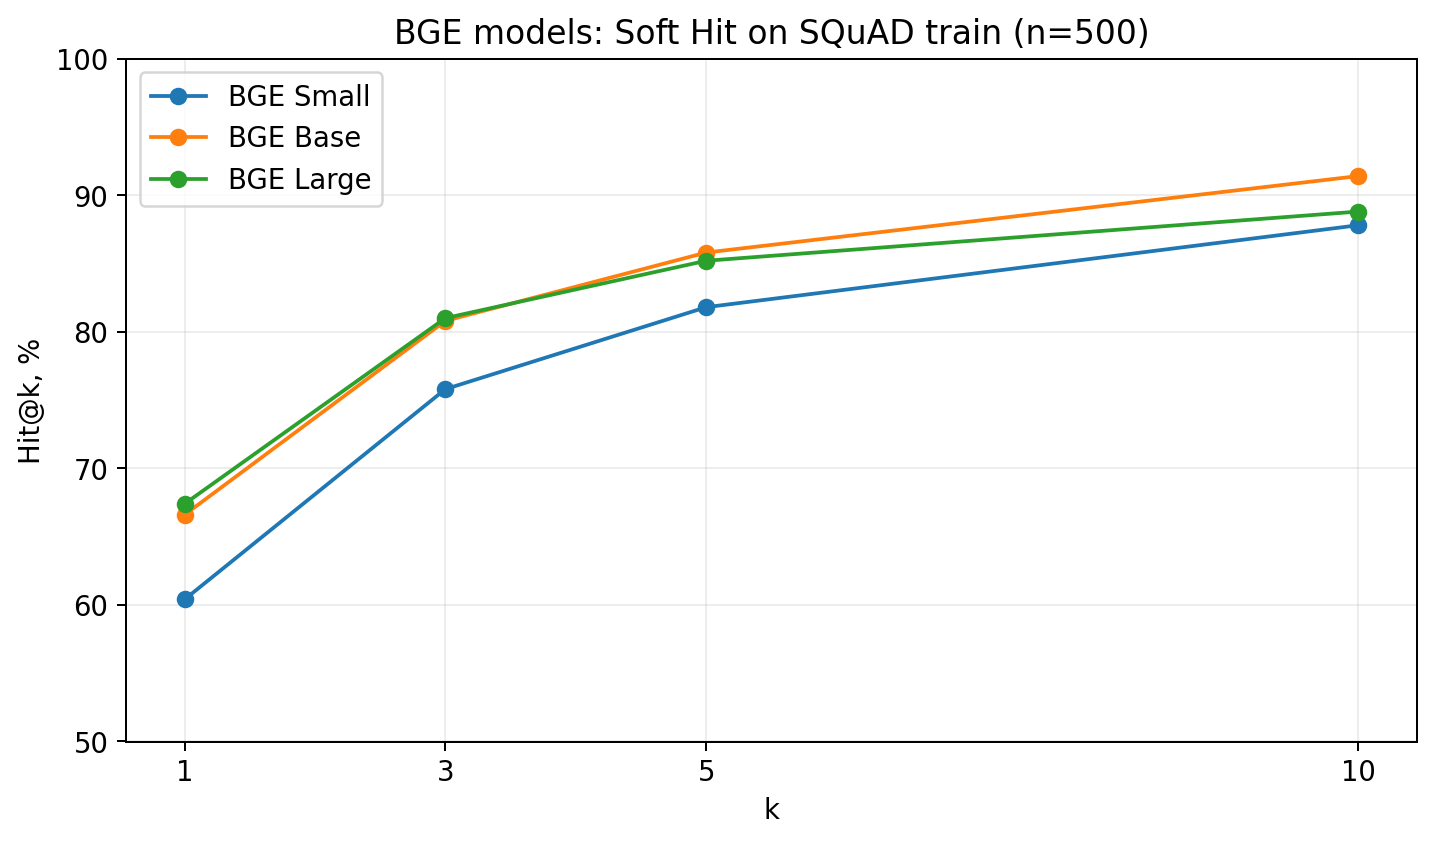 BGE models: Soft Hit on SQuAD train (n=500)
BGE Small
BGE Base
BGE Large
Hit@k, %
100
90
80
70
60
50
1 3 5 10
k